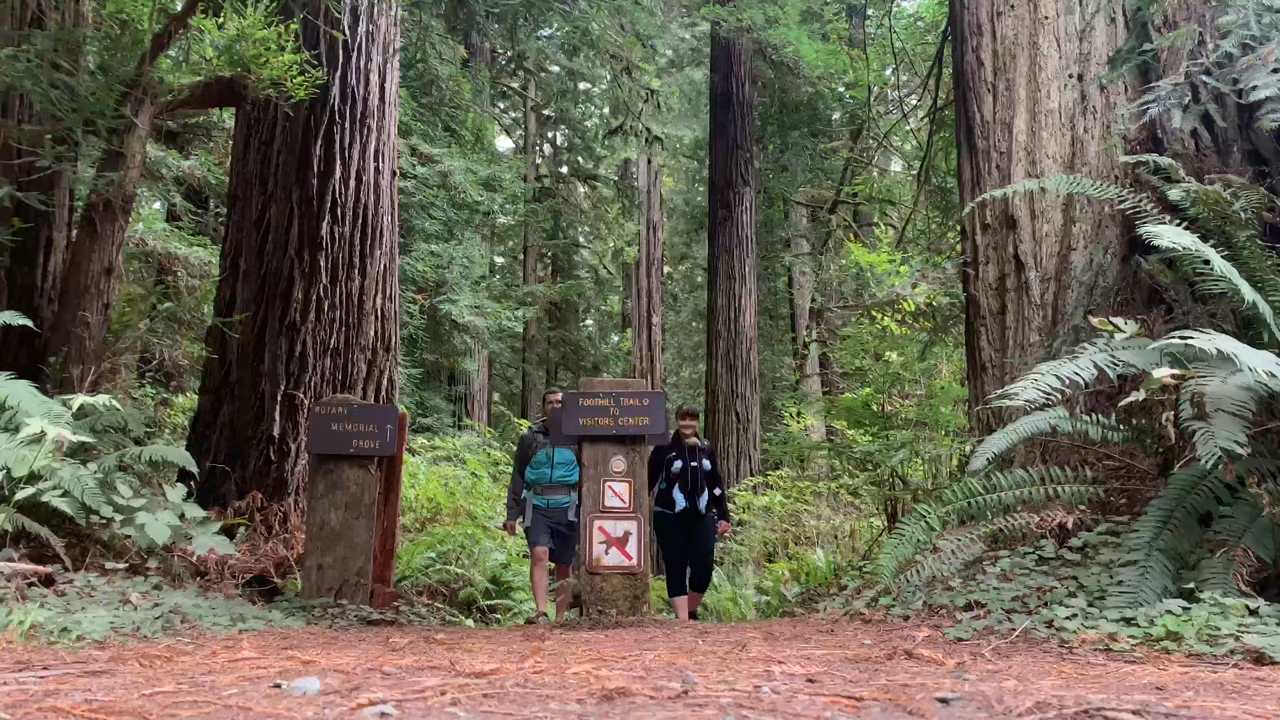 ROTARY
MEMORIAL
GROVE
FOOTHILL TRAIL
TO
VISITORS CENTER